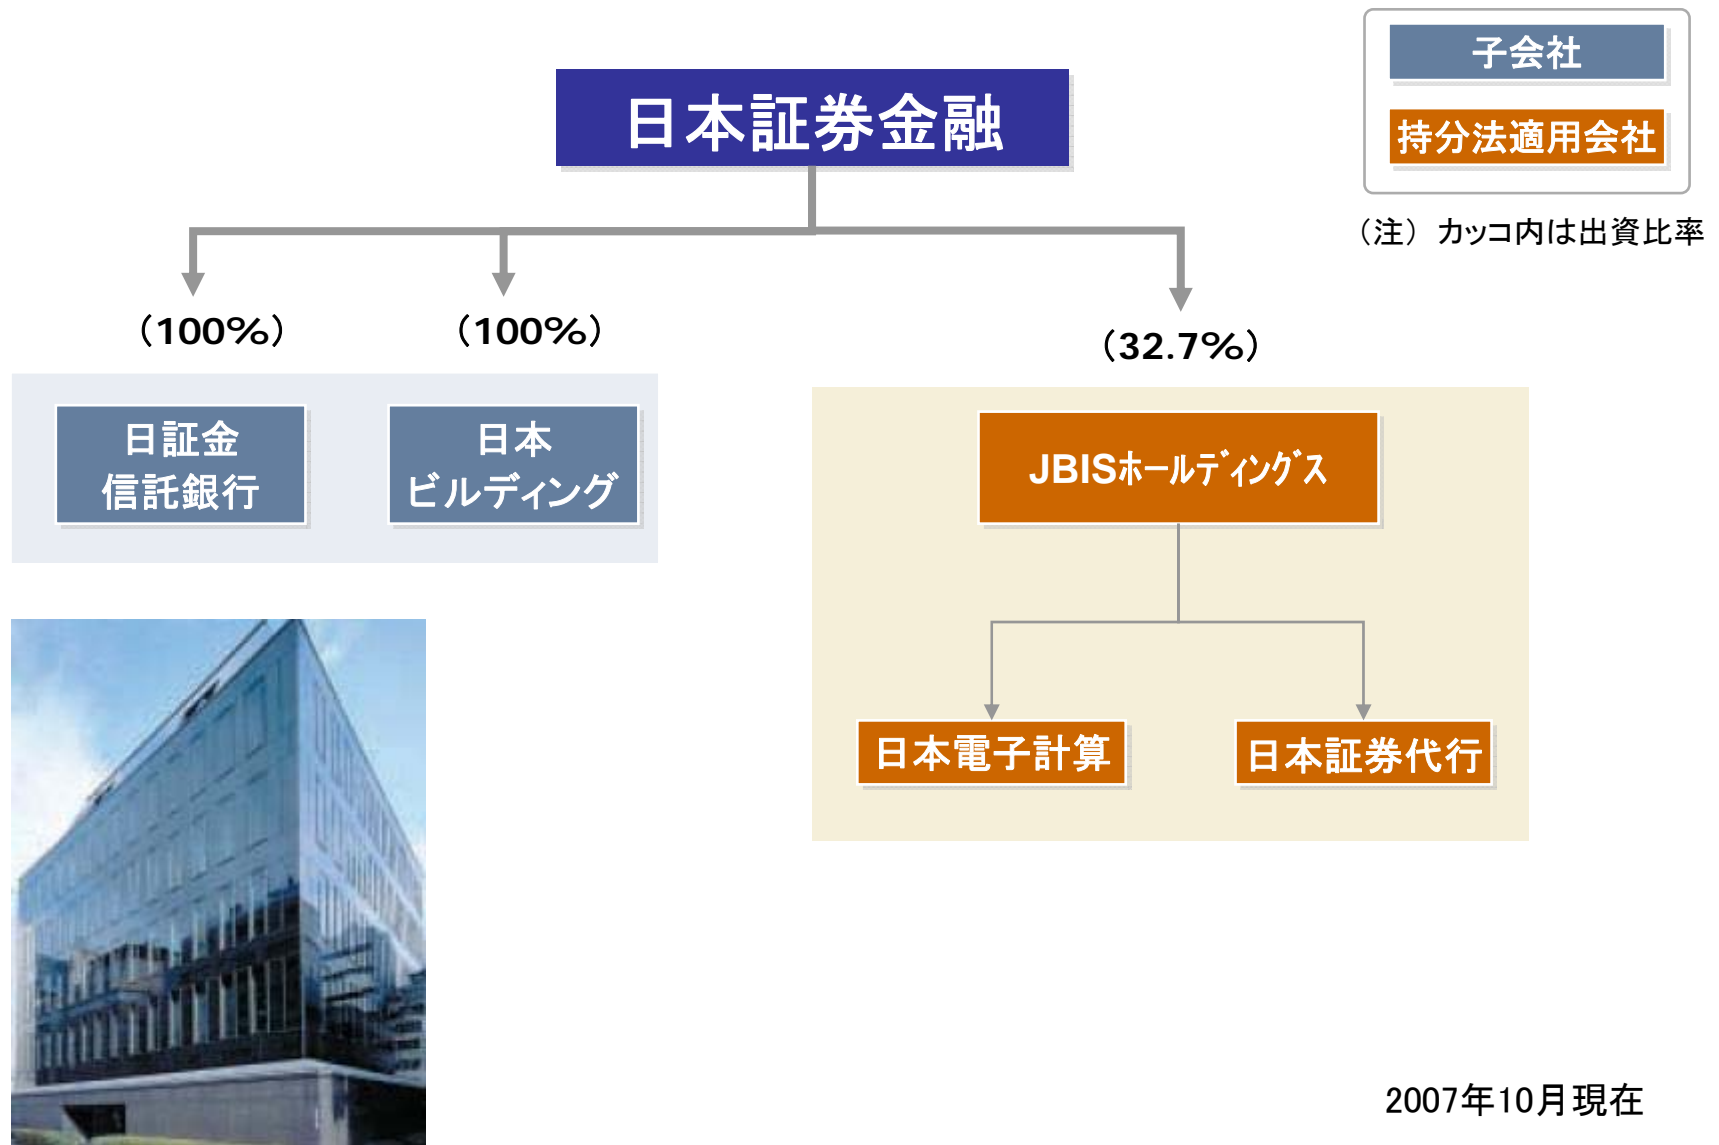 子会社
日本証券金融
持分法適用会社
（注） カッコ内は出資比率
（100%）
（100%）
（32.7%）
日証金
信託銀行
日本
ビルディング
JBISﾎｰﾙﾃﾞｨﾝｸﾞｽ
日本電子計算
日本証券代行
2007年10月現在